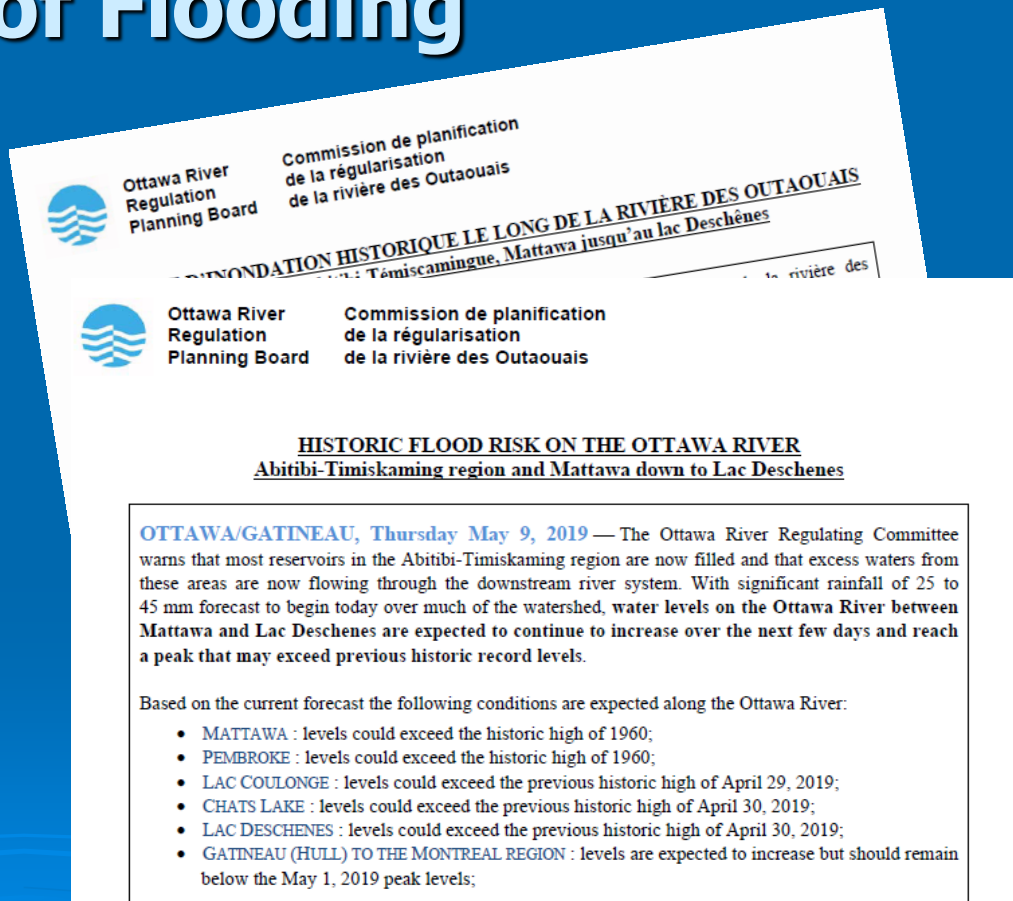 of Flooding
Ottawa River
Regulation
Planning Board
Commission de planification
de la régularisation
de la rivière des Outaouais
D'INONDATION HISTORIQUE LE LONG DE LA RIVIÈRE DES OUTAOUAIS
Témiscamingue, Mattawa jusqu'au lac Deschênes
rivière des
Ottawa River
Regulation
Planning Board
Commission de planification
de la régularisation
de la rivière des Outaouais
HISTORIC FLOOD RISK ON THE OTTAWA RIVER
Abitibi-Timiskaming region and Mattawa down to Lac Deschenes
OTTAWA/GATINEAU, Thursday May 9, 2019 — The Ottawa River Regulating Committee
warns that most reservoirs in the Abitibi-Timiskaming region are now filled and that excess waters from
these areas are now flowing through the downstream river system. With significant rainfall of 25 to
45 mm forecast to begin today over much of the watershed, water levels on the Ottawa River between
Mattawa and Lac Deschenes are expected to continue to increase over the next few days and reach
a peak that may exceed previous historic record levels.
Based on the current forecast the following conditions are expected along the Ottawa River:
• MATTAWA : levels could exceed the historic high of 1960;
• PEMBROKE : levels could exceed the historic high of 1960;
• LAC COULONGE : levels could exceed the previous historic high of April 29, 2019;
• CHATS LAKE : levels could exceed the previous historic high of April 30, 2019;
• LAC DESCHENES : levels could exceed the previous historic high of April 30, 2019;
• GATINEAU (HULL) TO THE MONTREAL REGION : levels are expected to increase but should remain
below the May 1, 2019 peak levels;